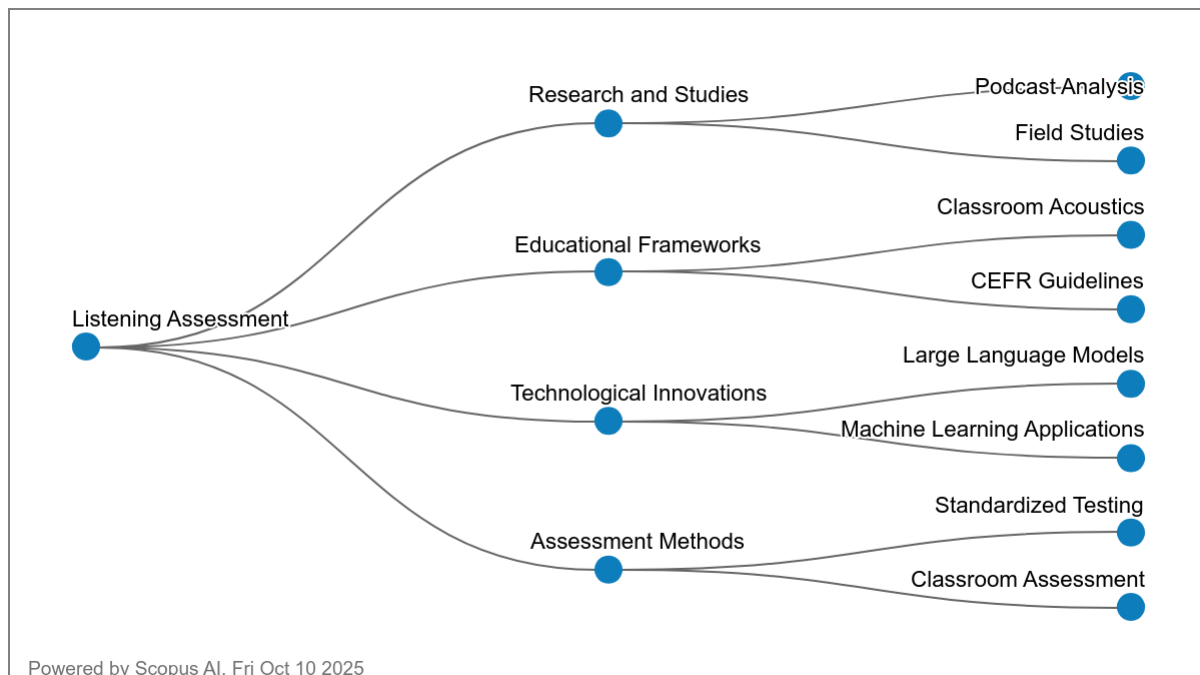 Podcast Analysis
Research and Studies
Field Studies
Classroom Acoustics
Educational Frameworks
CEFR Guidelines
Listening Assessment
Large Language Models
Technological Innovations
Machine Learning Applications
Standardized Testing
Assessment Methods
Classroom Assessment
Powered by Scopus AI, Fri Oct 10 2025